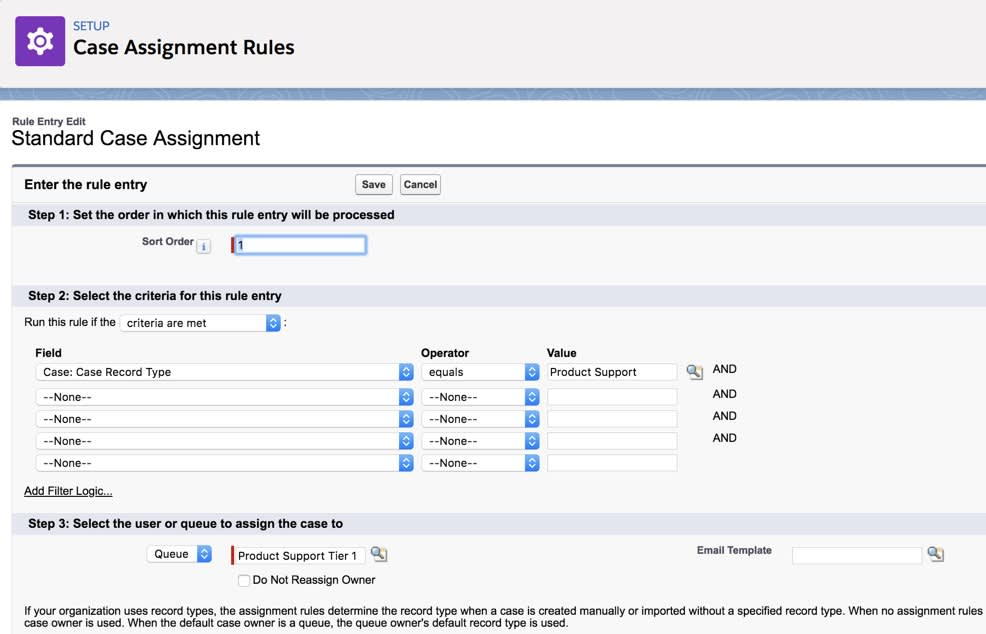 SETUP
Case Assignment Rules
Rule Entry Edit
Standard Case Assignment
Enter the rule entry Save Cancel
Step 1: Set the order in which this rule entry will be processed
Sort Order i 1
Step 2: Select the criteria for this rule entry
Run this rule if the criteria are met :
Field Operator Value
Case: Case Record Type equals Product Support AND
--None-- --None-- AND
--None-- --None-- AND
--None-- --None-- AND
--None-- --None--
Add Filter Logic...
Step 3: Select the user or queue to assign the case to
Queue Product Support Tier 1 Email Template
Do Not Reassign Owner
If your organization uses record types, the assignment rules determine the record type when a case is created manually or imported without a specified record type. When no assignment rules
case owner is used. When the default case owner is a queue, the queue owner's default record type is used.